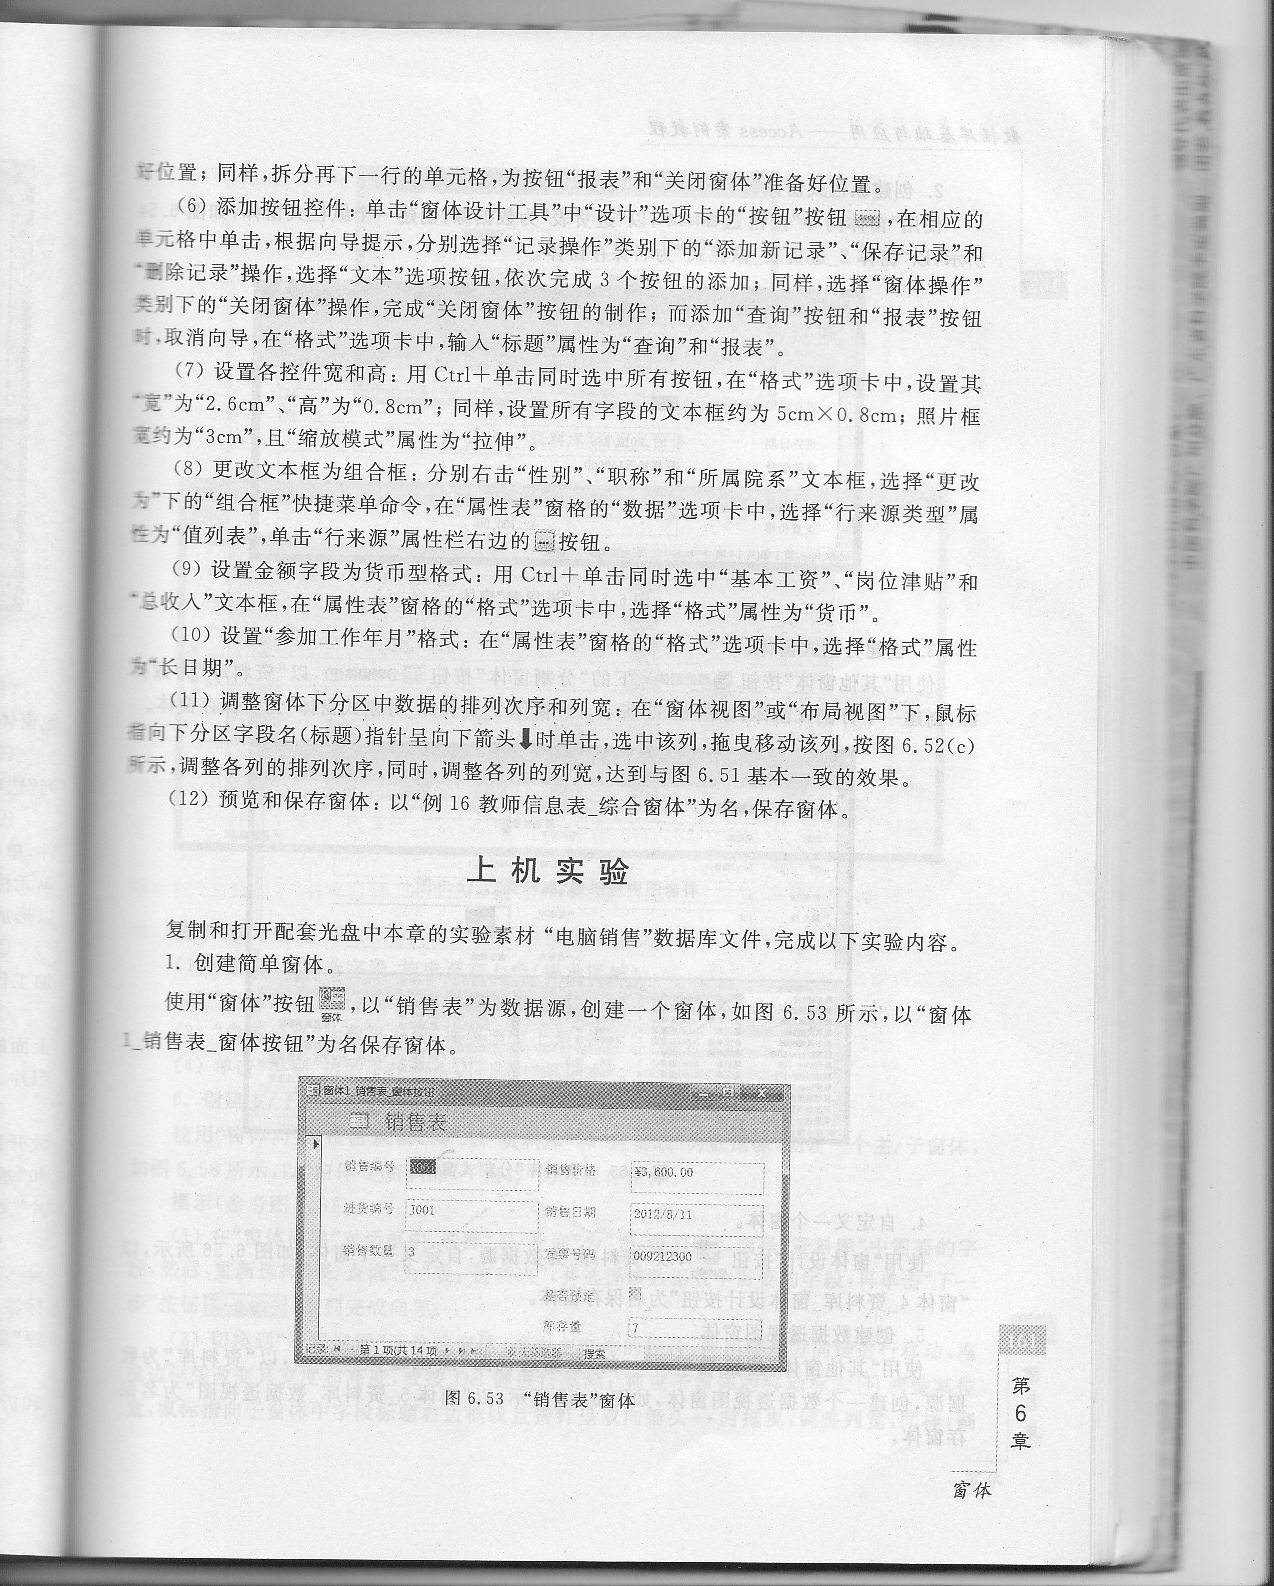 好位置；同样，拆分再下一行的单元格，为按钮“报表”和“关闭窗体”准备好位置。
(6) 添加按钮控件：单击“窗体设计工具”中“设计”选项卡的“按钮”按钮，在相应的
单元格中单击，根据向导提示，分别选择“记录操作”类别下的“添加新记录”、“保存记录”和
“删除记录”操作，选择“文本”选项按钮，依次完成 3 个按钮的添加；同样，选择“窗体操作”
类别下的“关闭窗体”操作，完成“关闭窗体”按钮的制作；而添加“查询”按钮和“报表”按钮
时，取消向导，在“格式”选项卡中，输入“标题”属性为“查询”和“报表”。
(7) 设置各控件宽和高：用 Ctrl＋单击同时选中所有按钮，在“格式”选项卡中，设置其
“宽”为“2.6cm”、“高”为“0.8cm”；同样，设置所有字段的文本框约为 5cm×0.8cm；照片框
宽约为“3cm”，且“缩放模式”属性为“拉伸”。
(8) 更改文本框为组合框：分别右击“性别”、“职称”和“所属院系”文本框，选择“更改
为”下的“组合框”快捷菜单命令，在“属性表”窗格的“数据”选项卡中，选择“行来源类型”属
性为“值列表”，单击“行来源”属性栏右边的…按钮。
(9) 设置金额字段为货币型格式：用 Ctrl＋单击同时选中“基本工资”、“岗位津贴”和
“总收入”文本框，在“属性表”窗格的“格式”选项卡中，选择“格式”属性为“货币”。
(10) 设置“参加工作年月”格式：在“属性表”窗格的“格式”选项卡中，选择“格式”属性
为“长日期”。
(11) 调整窗体下分区中数据的排列次序和列宽：在“窗体视图”或“布局视图”下，鼠标
指向下分区字段名(标题)指针呈向下箭头⬇时单击，选中该列，拖曳移动该列，按图 6.52(c)
所示，调整各列的排列次序，同时，调整各列的列宽，达到与图 6.51 基本一致的效果。
(12) 预览和保存窗体：以“例 16 教师信息表_综合窗体”为名，保存窗体。
上机实验
复制和打开配套光盘中本章的实验素材 “电脑销售”数据库文件，完成以下实验内容。
1. 创建简单窗体。
使用“窗体”按钮窗体，以“销售表”为数据源，创建一个窗体，如图 6.53 所示，以“窗体
1_销售表_窗体按钮”为名保存窗体。
窗体1_销售表_窗体按钮
销售表
销售编号 销售价格 ¥3,600.00
进货编号 J001 销售日期 2012/8/11
销售数量 3 发票号码 009212300
是否预定
库存量 7
记录 第1项(共14项 搜索
图 6.53 “销售表”窗体
第
6
章
窗体